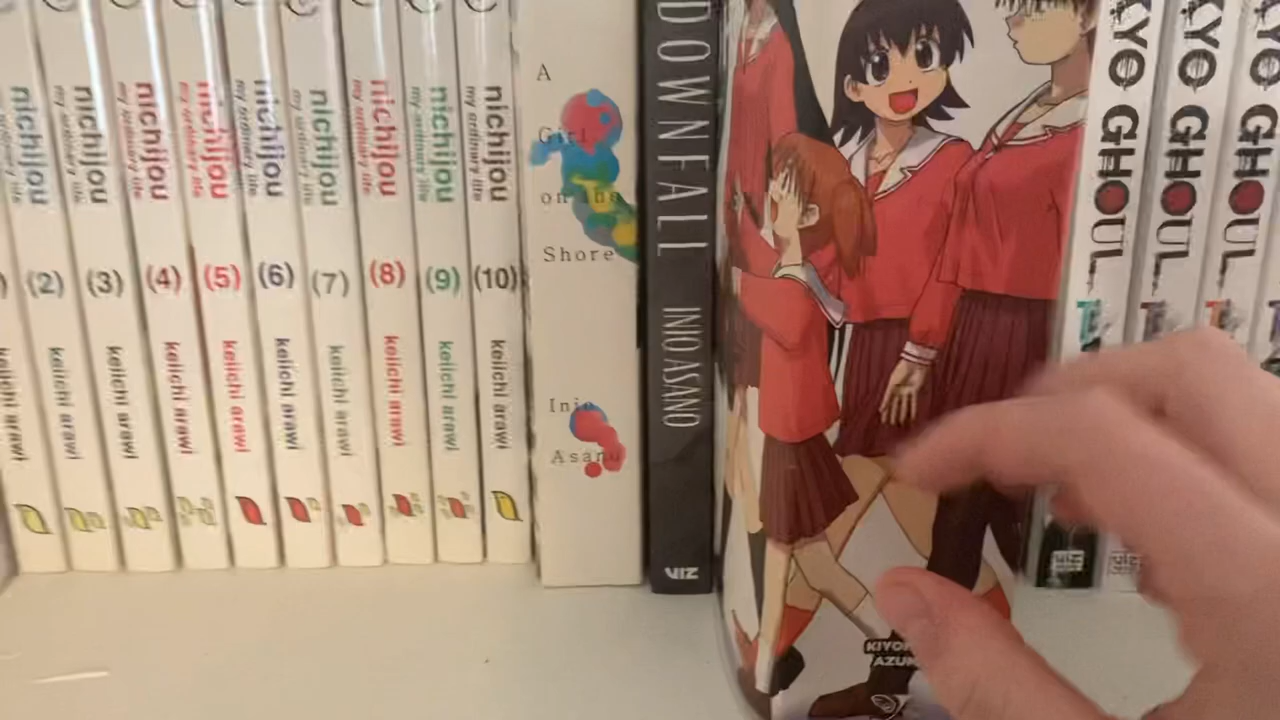 nichijou my ordinary life (2) keiichi arawi
nichijou my ordinary life (3) keiichi arawi
nichijou my ordinary life (4) keiichi arawi
nichijou my ordinary life (5) keiichi arawi
nichijou my ordinary life (6) keiichi arawi
nichijou my ordinary life (7) keiichi arawi
nichijou my ordinary life (8) keiichi arawi
nichijou my ordinary life (9) keiichi arawi
nichijou my ordinary life (10) keiichi arawi
A
Girl
on the
Shore
Inio
Asano
DOWNFALL INIO ASANO
VIZ
KYO GHOUL
viz
KYO GHOUL
viz
YO GHOUL